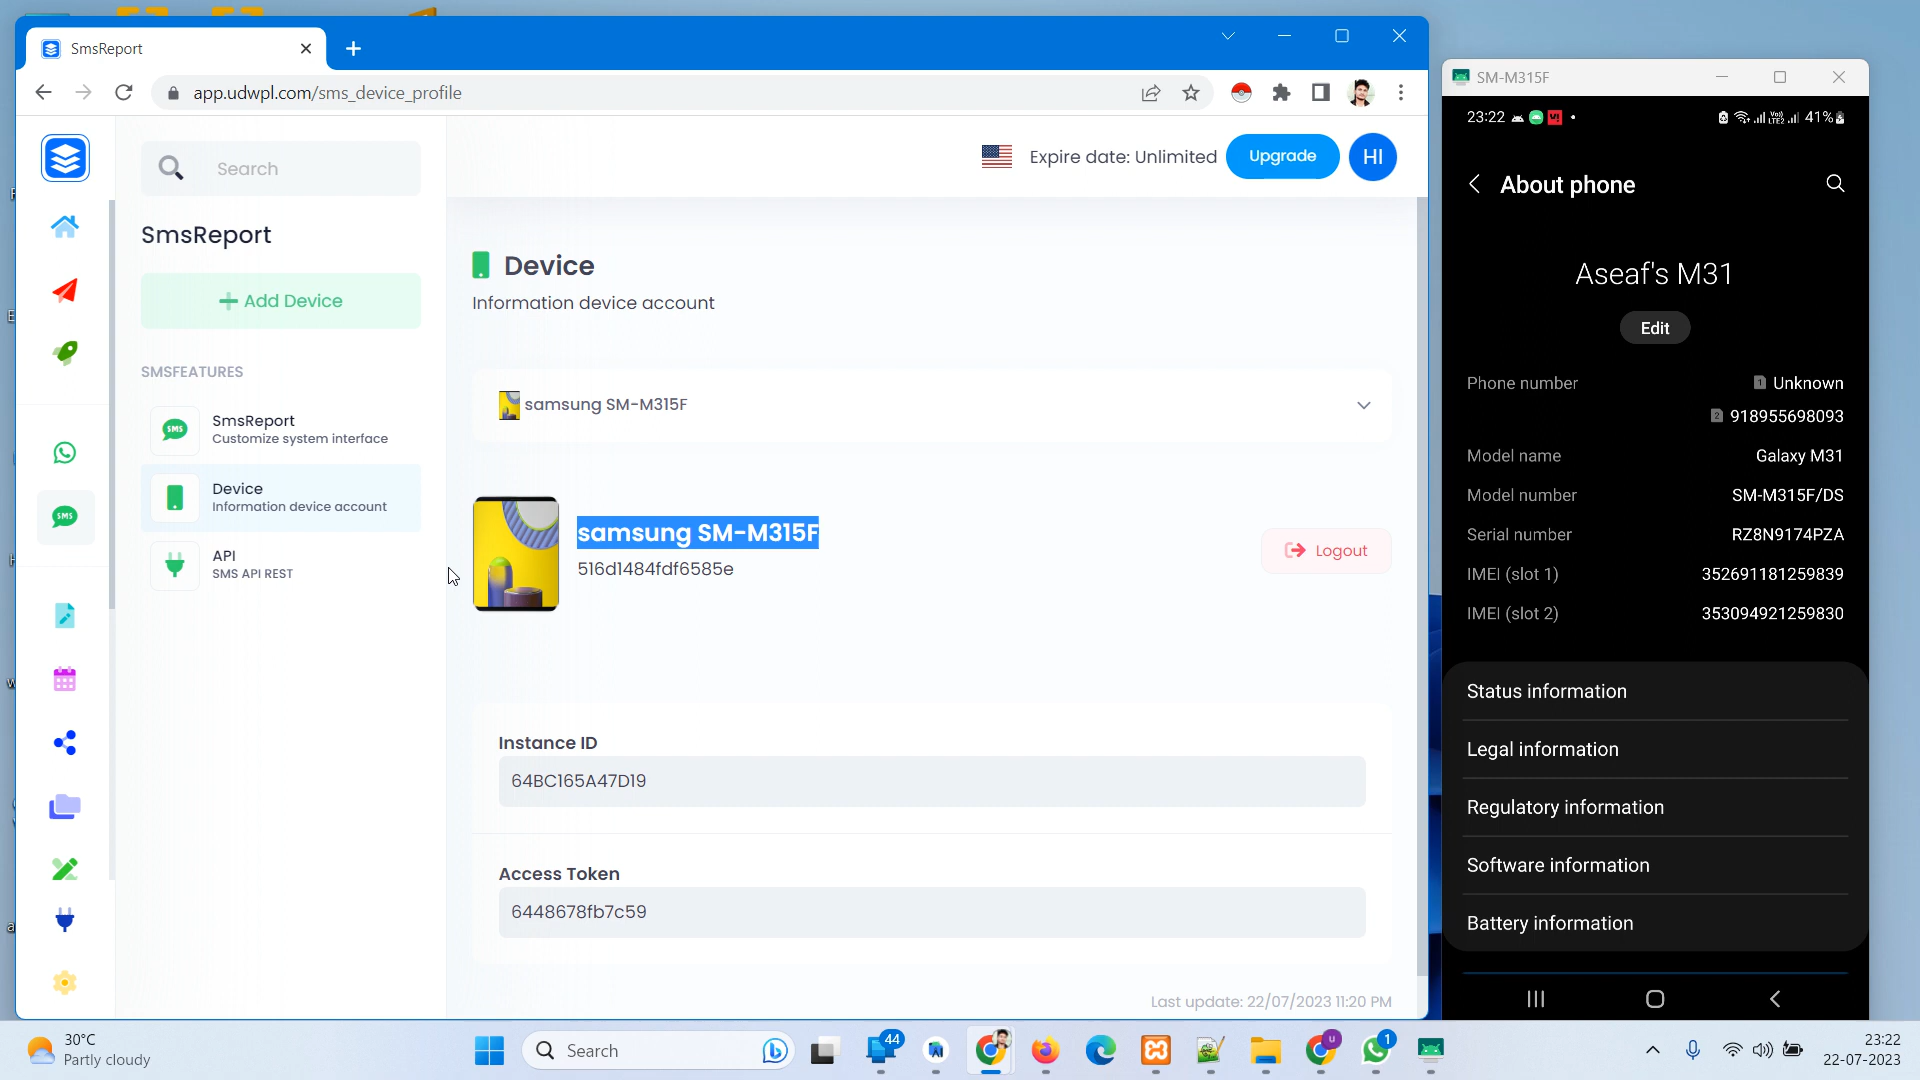 SmsReport
app.udwpl.com/sms_device_profile
Search
SmsReport
+ Add Device
SMSFEATURES
SMS
SmsReport
Customize system interface
Device
Information device account
API
SMS API REST
SMS
Expire date: Unlimited
Upgrade
HI
Device
Information device account
samsung SM-M315F
samsung SM-M315F
516d1484fdf6585e
Logout
Instance ID
64BC165A47D19
Access Token
6448678fb7c59
Last update: 22/07/2023 11:20 PM
SM-M315F
23:22
41%
About phone
Aseaf's M31
Edit
Phone number
1 Unknown
2 918955698093
Model name
Galaxy M31
Model number
SM-M315F/DS
Serial number
RZ8N9174PZA
IMEI (slot 1)
352691181259839
IMEI (slot 2)
353094921259830
Status information
Legal information
Regulatory information
Software information
Battery information
30°C
Partly cloudy
Search
44
U
1
23:22
22-07-2023